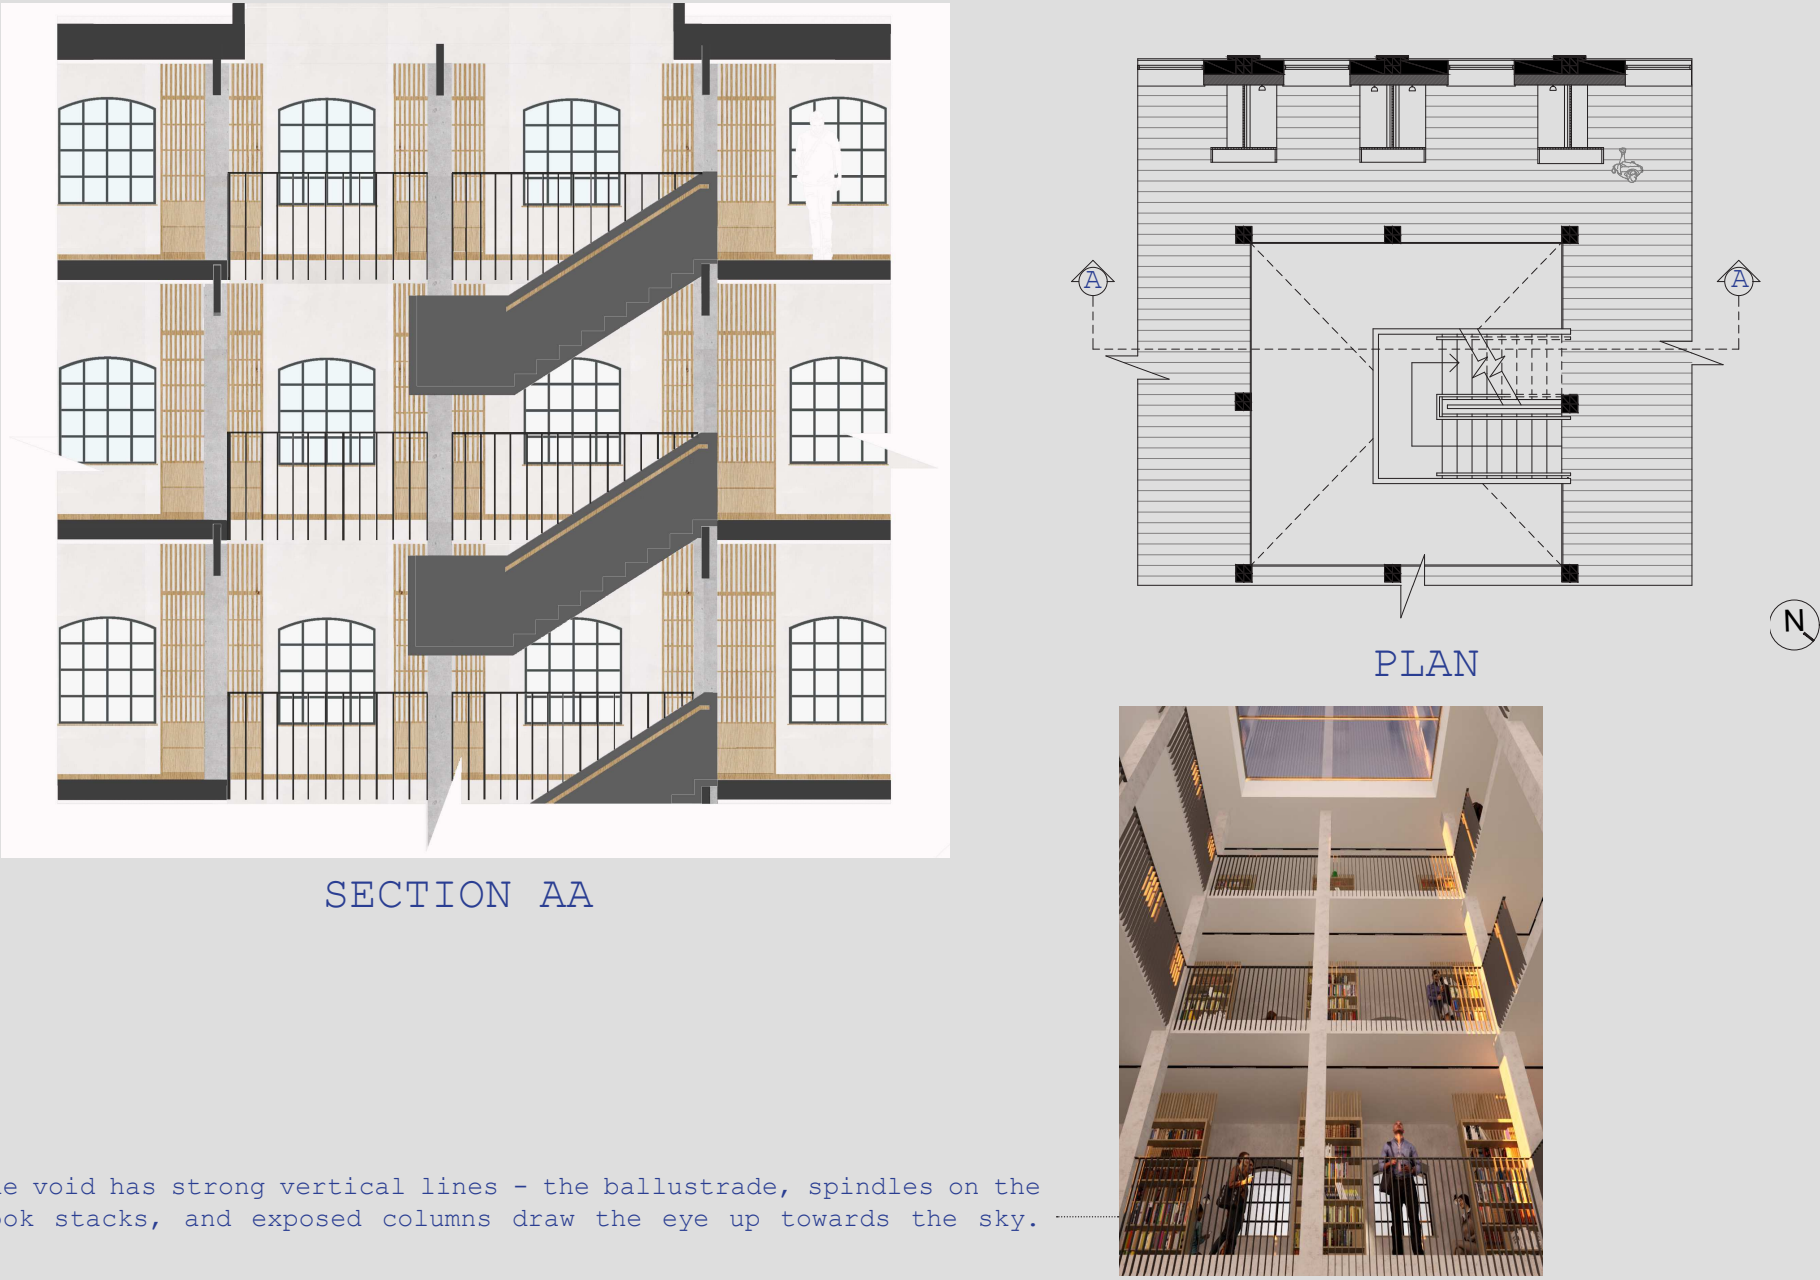 SECTION AA
A
A
N
PLAN
e void has strong vertical lines – the ballustrade, spindles on the
ok stacks, and exposed columns draw the eye up towards the sky.